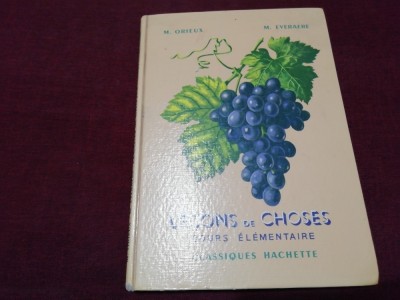 M. ORIEUX   M. EVERAERE
LEÇONS DE CHOSES
COURS ÉLÉMENTAIRE
CLASSIQUES HACHETTE